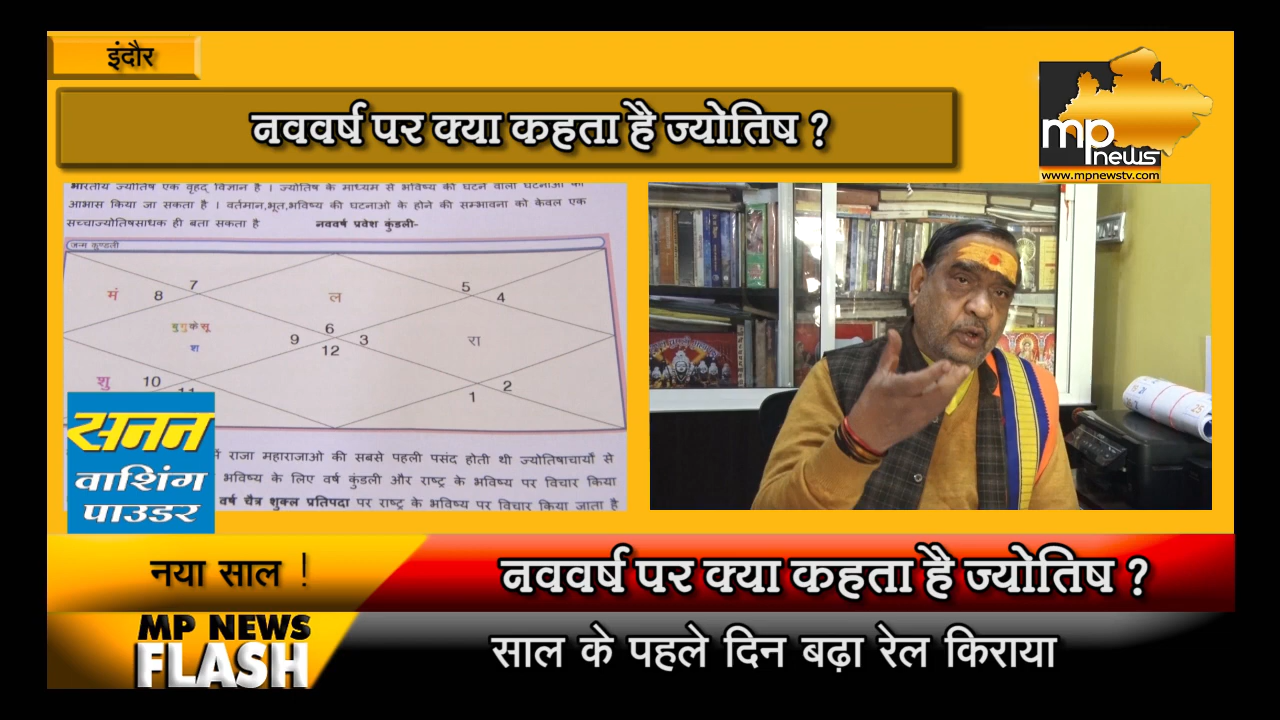 इंदौर
नववर्ष पर क्या कहता है ज्योतिष ?
mp
news
www.mpnewstv.com
भारतीय ज्योतिष एक वृहद् विज्ञान है । ज्योतिष के माध्यम से भविष्य की घटने वाली घटनाओं का
आभास किया जा सकता है । वर्तमान,भूत,भविष्य की घटनाओ के होने की सम्भावना को केवल एक
सच्चाज्योतिषसाधक ही बता सकता है नववर्ष प्रवेश कुंडली-
जन्म कुण्डली
7 5
मं 8 ल 4
बुगुकेसू 6
9 3 रा
श 12
शु 10 2
11 1
सनन
वाशिंग
पाउडर
में राजा महाराजाओ की सबसे पहली पसंद होती थी ज्योतिषाचार्यो से
भविष्य के लिए वर्ष कुंडली और राष्ट्र के भविष्य पर विचार किया
वर्ष चैत्र शुक्ल प्रतिपदा पर राष्ट्र के भविष्य पर विचार किया जाता है
नया साल !
नववर्ष पर क्या कहता है ज्योतिष ?
MP NEWS
FLASH
साल के पहले दिन बढ़ा रेल किराया